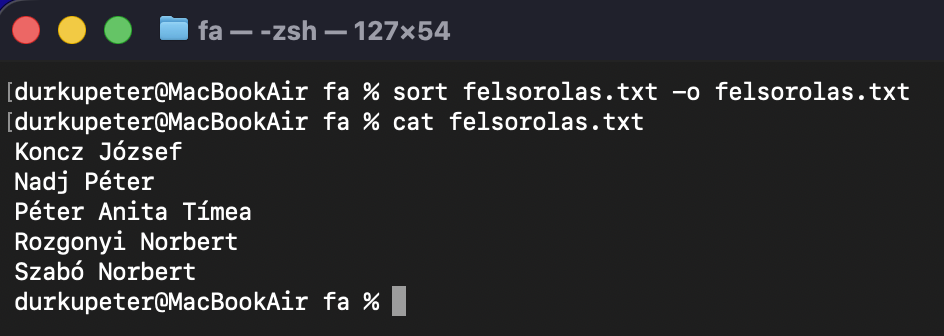 fa — -zsh — 127×54
[durkupeter@MacBookAir fa % sort felsorolas.txt -o felsorolas.txt
[durkupeter@MacBookAir fa % cat felsorolas.txt
Koncz József
Nadj Péter
Péter Anita Tímea
Rozgonyi Norbert
Szabó Norbert
durkupeter@MacBookAir fa %